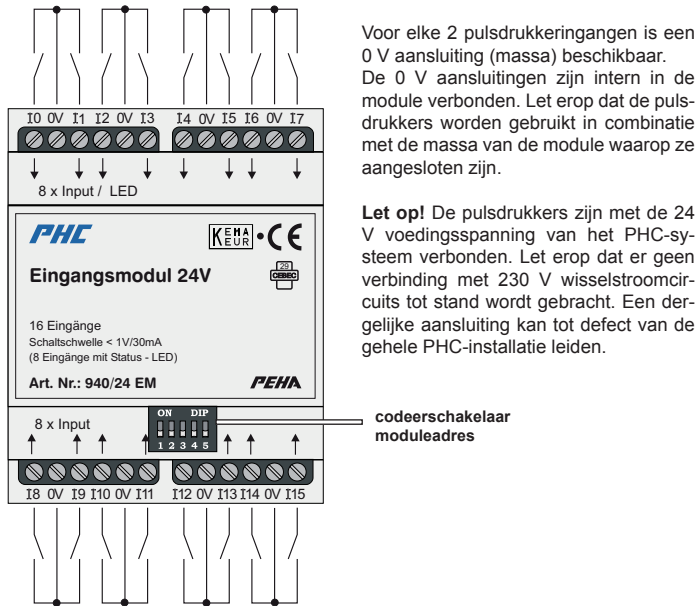 Voor elke 2 pulsdrukkeringangen is een
0 V aansluiting (massa) beschikbaar.
De 0 V aansluitingen zijn intern in de
module verbonden. Let erop dat de puls-
drukkers worden gebruikt in combinatie
met de massa van de module waarop ze
aangesloten zijn.
Let op! De pulsdrukkers zijn met de 24
V voedingsspanning van het PHC-sy-
steem verbonden. Let erop dat er geen
verbinding met 230 V wisselstroomcir-
cuits tot stand wordt gebracht. Een der-
gelijke aansluiting kan tot defect van de
gehele PHC-installatie leiden.
I0 0V I1 I2 0V I3 I4 0V I5 I6 0V I7
8 x Input / LED
PHC
KEMA
KEUR
CE
Eingangsmodul 24V
29
CEBEC
16 Eingänge
Schaltschwelle < 1V/30mA
(8 Eingänge mit Status - LED)
Art. Nr.: 940/24 EM PEHA
8 x Input
ON DIP
1 2 3 4 5
codeerschakelaar
moduleadres
I8 0V I9 I10 0V I11 I12 0V I13 I14 0V I15